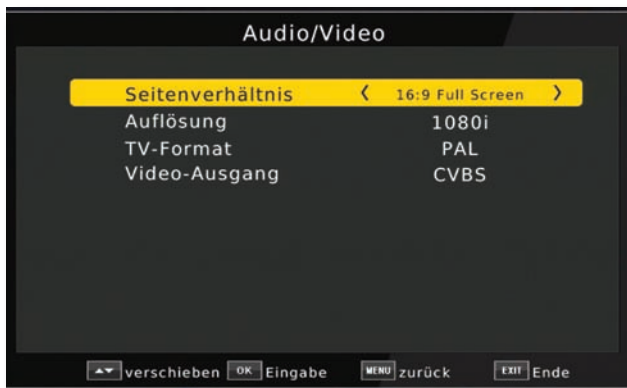 Audio/Video
Seitenverhältnis < 16:9 Full Screen >
Auflösung 1080i
TV-Format PAL
Video-Ausgang CVBS
▲▼ verschieben OK Eingabe MENU zurück EXIT Ende